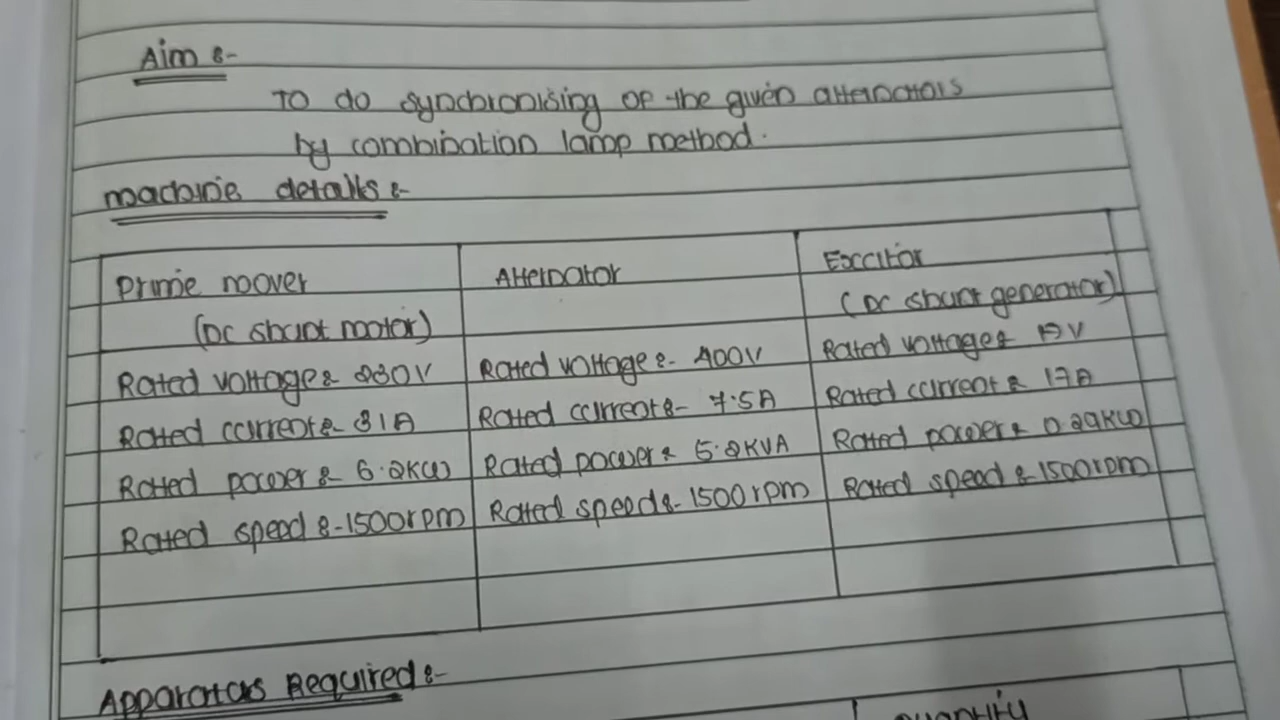 Aim :-
To do synchronising of the given alternators
by combination lamp method.
machine details :-
Prime mover
(DC shunt motor)
Rated voltage : 230V
Rated current :- 31A
Rated power :- 6.2KW
Rated speed :- 1500rpm
Alternator
Rated voltage :- 400V
Rated current :- 7.5A
Rated power : 5.2KVA
Rated speed :- 1500rpm
Excitor
(DC shunt generator)
Rated voltage :
Rated current : 17A
Rated power : 0.29KW
Rated speed : 1500rpm
Apparatus Required :-
Quantity